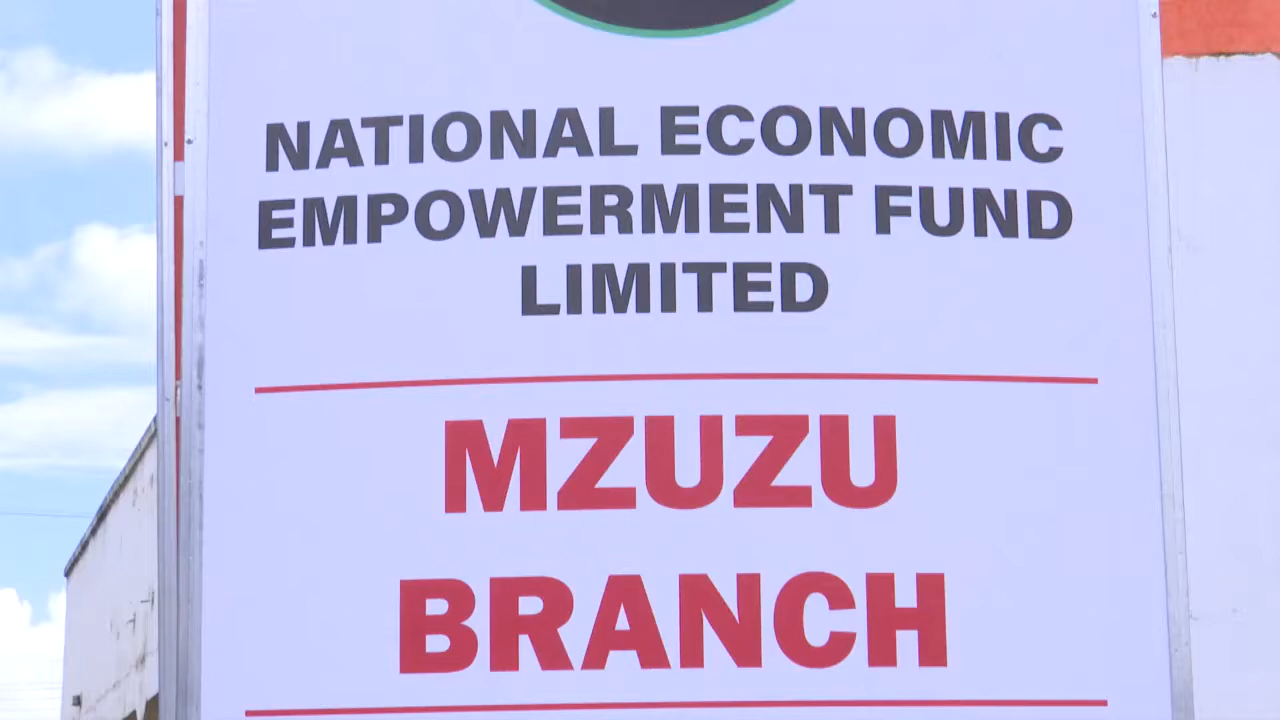 NATIONAL ECONOMIC
EMPOWERMENT FUND
LIMITED
MZUZU
BRANCH